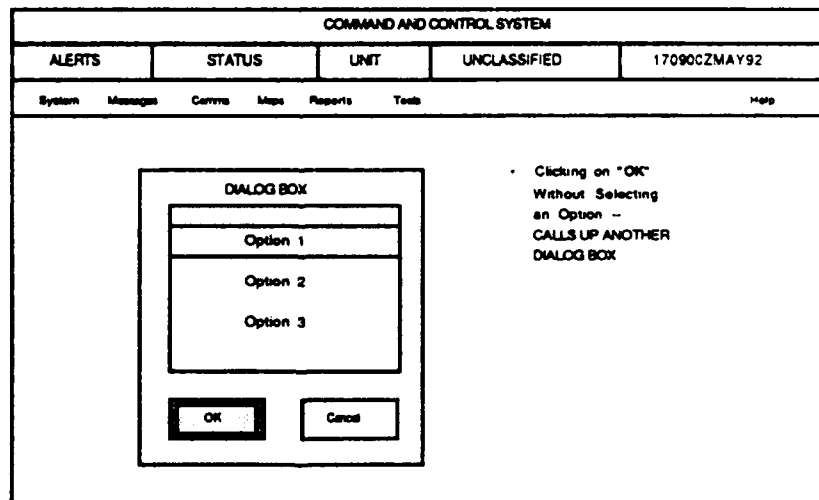 COMMAND AND CONTROL SYSTEM
ALERTS STATUS UNIT UNCLASSIFIED 170900ZMAY92
System Messages Comms Maps Reports Tools Help
DIALOG BOX
Option 1
Option 2
Option 3
OK Cancel
· Clicking on "OK"
Without Selecting
an Option --
CALLS UP ANOTHER
DIALOG BOX